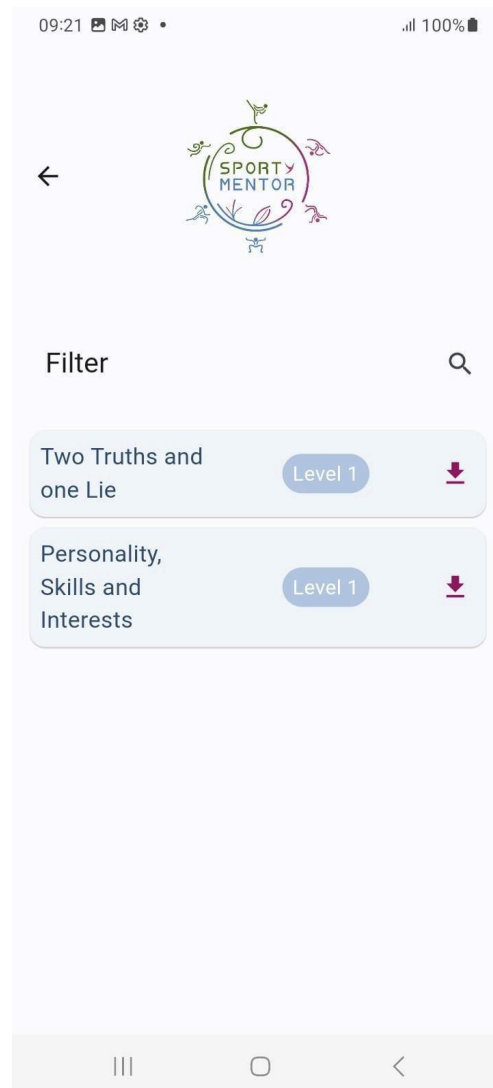 09:21
100%
SPORTY
MENTOR
Filter
Two Truths and
one Lie
Level 1
Personality,
Skills and
Interests
Level 1